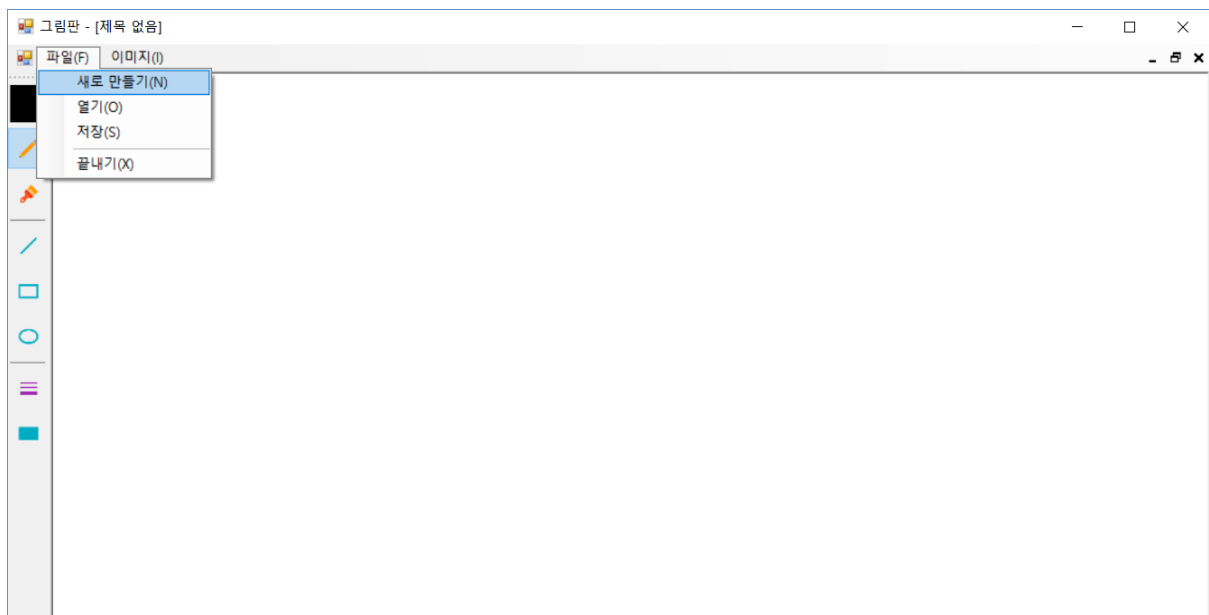 그림판 - [제목 없음]
파일(F) 이미지(I)
새로 만들기(N)
열기(O)
저장(S)
끝내기(X)